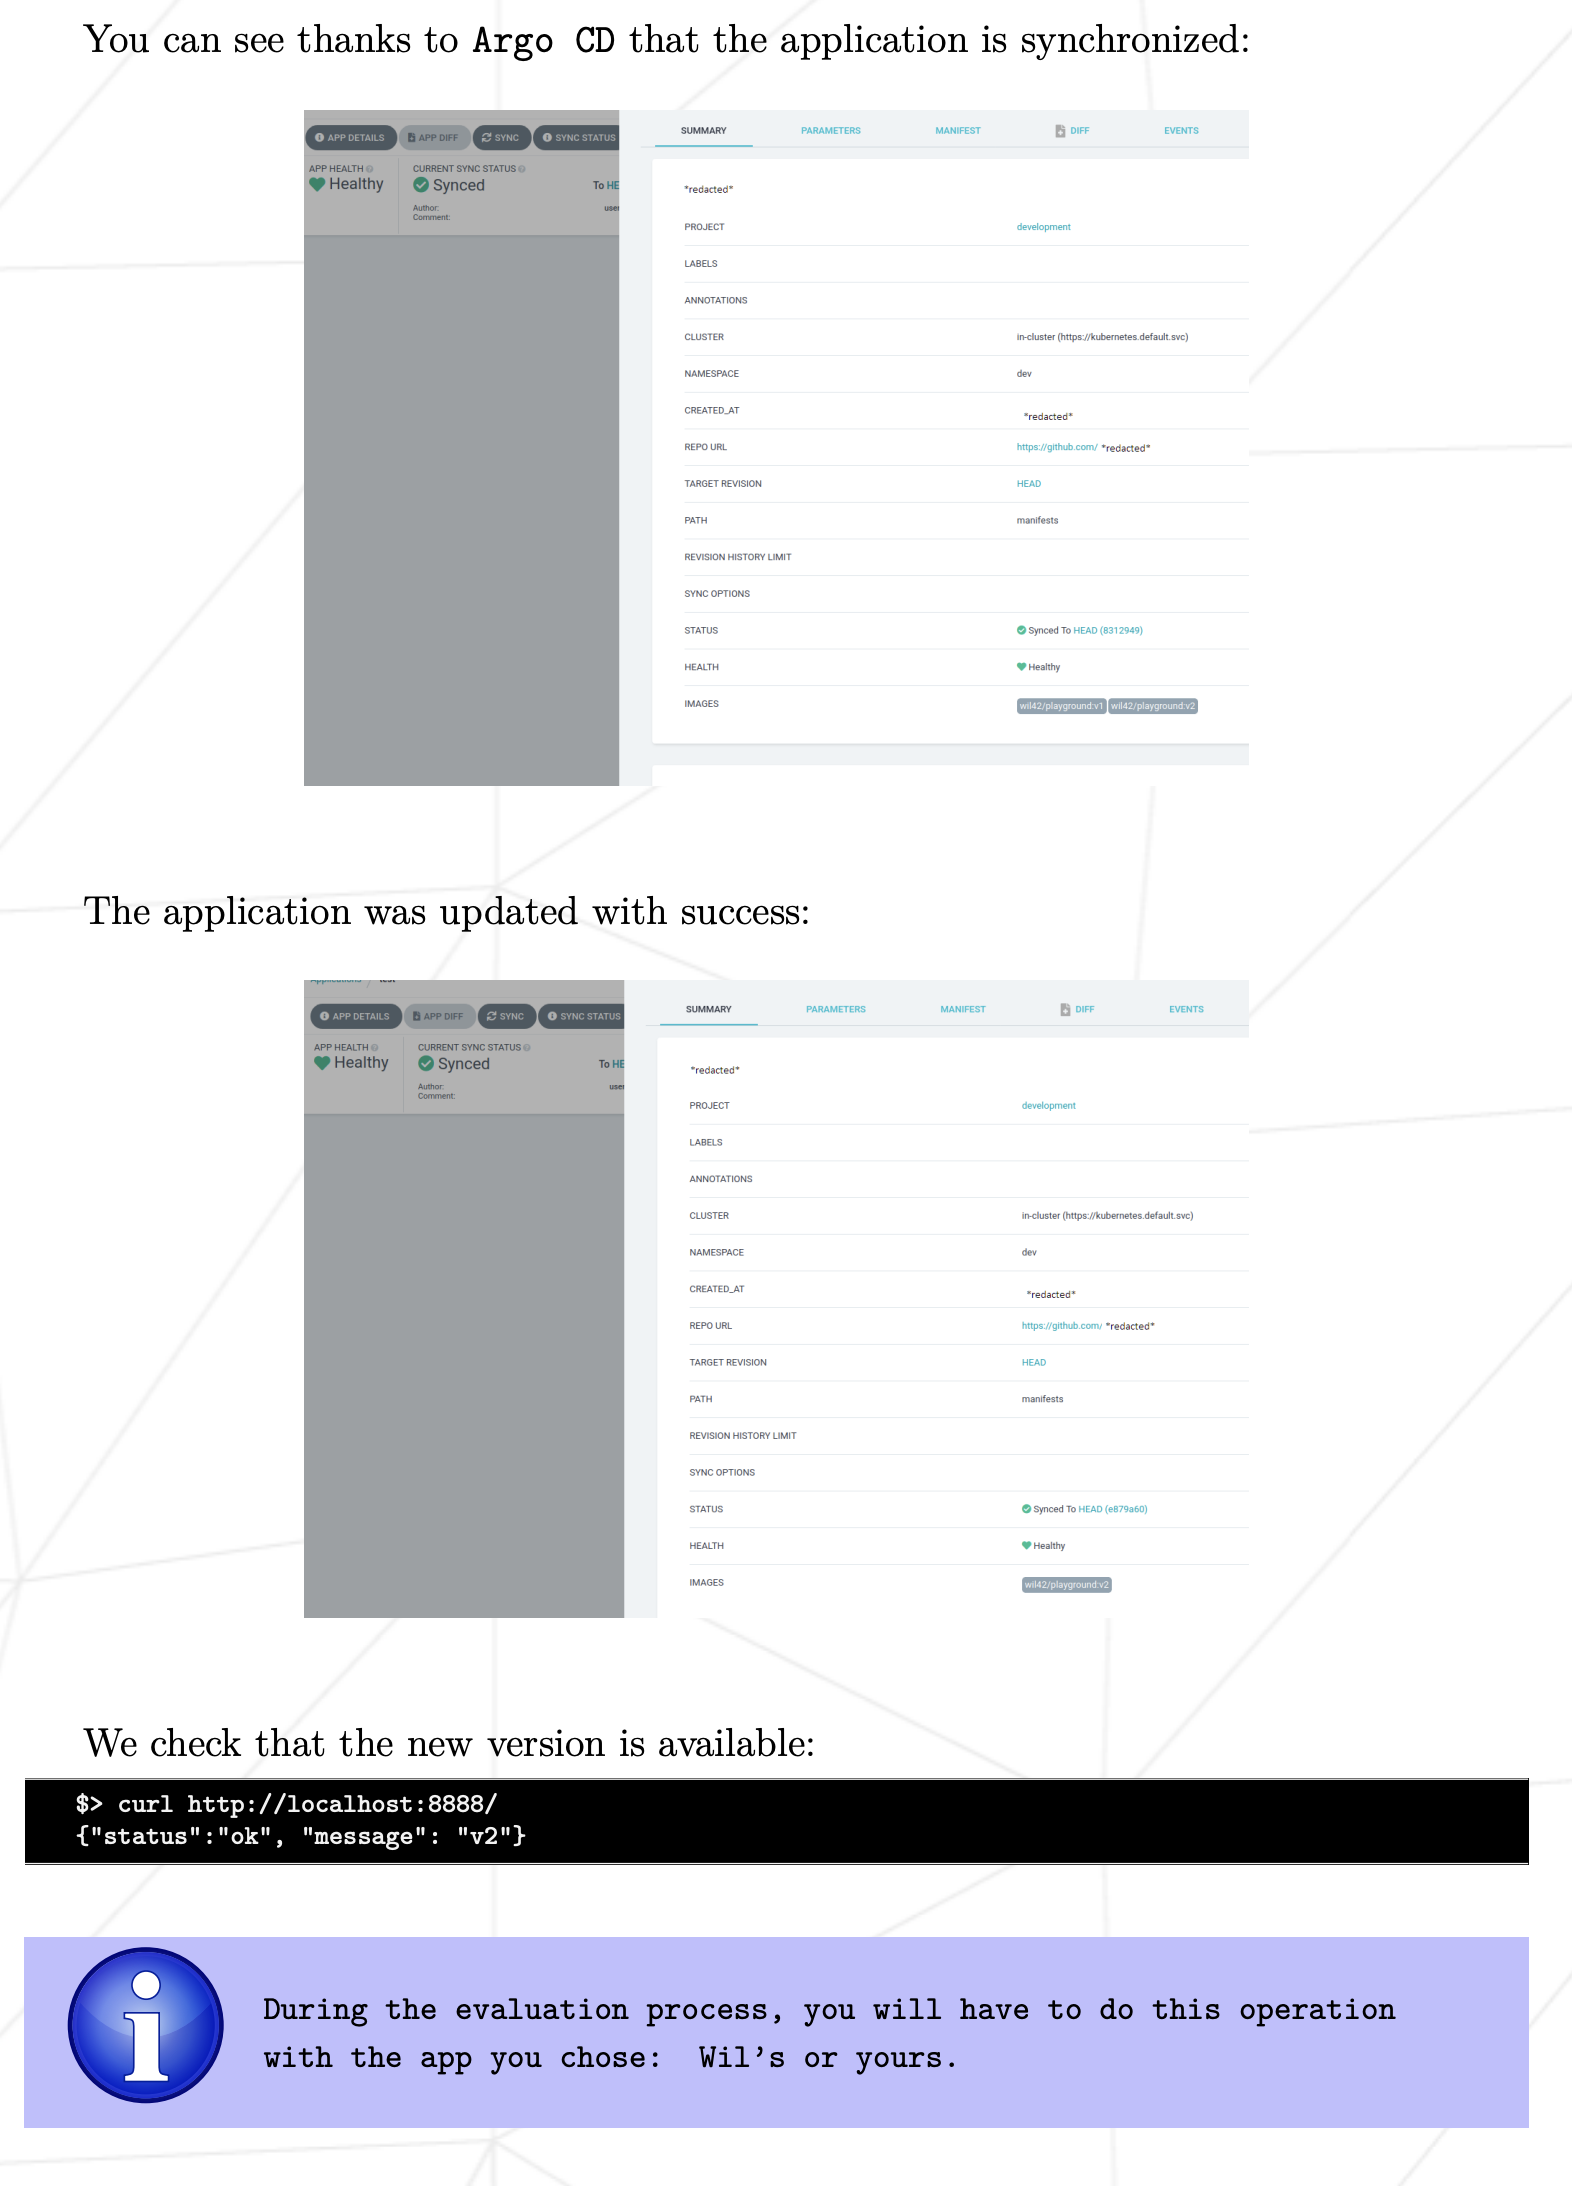 You can see thanks to Argo CD that the application is synchronized:
APP DETAILS APP DIFF SYNC SYNC STATUS
APP HEALTH
Healthy
CURRENT SYNC STATUS
Synced
To HE
Author: user
Comment:
SUMMARY PARAMETERS MANIFEST DIFF EVENTS
*redacted*
PROJECT development
LABELS
ANNOTATIONS
CLUSTER in-cluster (https://kubernetes.default.svc)
NAMESPACE dev
CREATED_AT *redacted*
REPO URL https://github.com/ *redacted*
TARGET REVISION HEAD
PATH manifests
REVISION HISTORY LIMIT
SYNC OPTIONS
STATUS Synced To HEAD (8312949)
HEALTH Healthy
IMAGES wil42/playground:v1 wil42/playground:v2
The application was updated with success:
Applications / test
APP DETAILS APP DIFF SYNC SYNC STATUS
APP HEALTH
Healthy
CURRENT SYNC STATUS
Synced
To HE
Author: user
Comment:
SUMMARY PARAMETERS MANIFEST DIFF EVENTS
*redacted*
PROJECT development
LABELS
ANNOTATIONS
CLUSTER in-cluster (https://kubernetes.default.svc)
NAMESPACE dev
CREATED_AT *redacted*
REPO URL https://github.com/ *redacted*
TARGET REVISION HEAD
PATH manifests
REVISION HISTORY LIMIT
SYNC OPTIONS
STATUS Synced To HEAD (e879a60)
HEALTH Healthy
IMAGES wil42/playground:v2
We check that the new version is available:
$> curl http://localhost:8888/
{"status":"ok", "message": "v2"}
During the evaluation process, you will have to do this operation
with the app you chose: Wil's or yours.